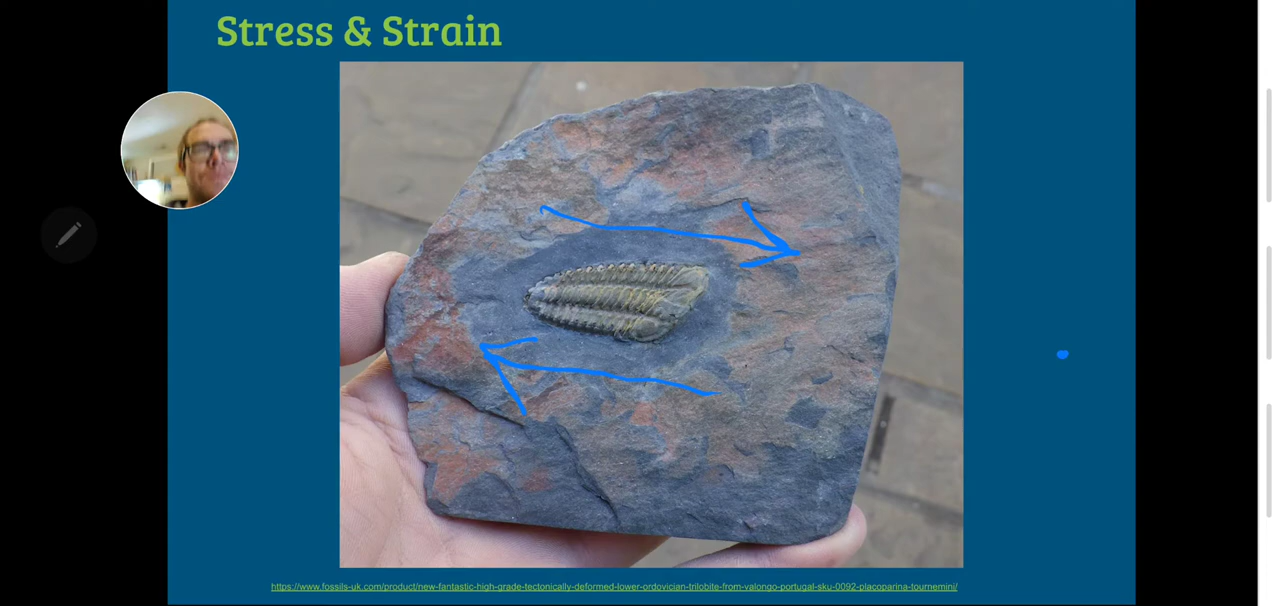 Stress & Strain
https://www.fossils-uk.com/product/new-fantastic-high-grade-tectonically-deformed-lower-ordovician-trilobite-from-valongo-portugal-sku-0092-placoparina-tournemini/